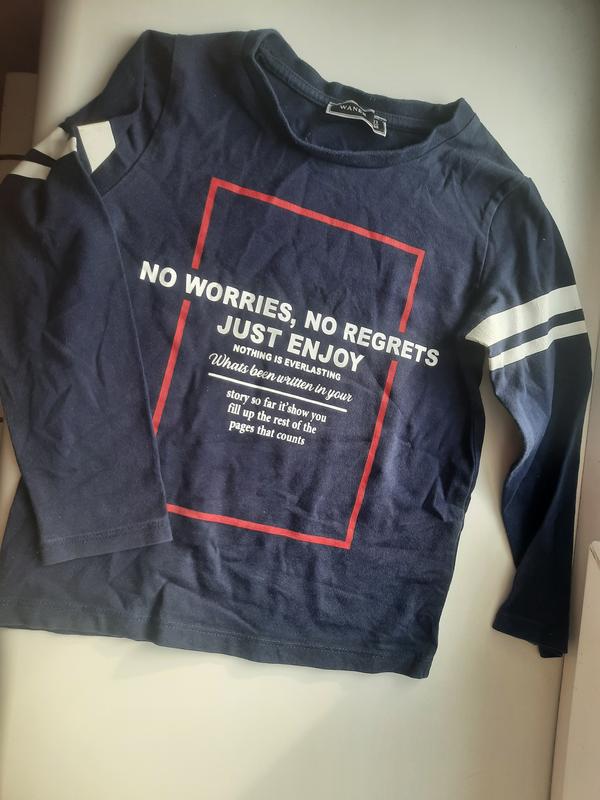 NO WORRIES, NO REGRETS
JUST ENJOY
NOTHING IS EVERLASTING
Whats been written in your
story so far it'show you
fill up the rest of the
pages that counts